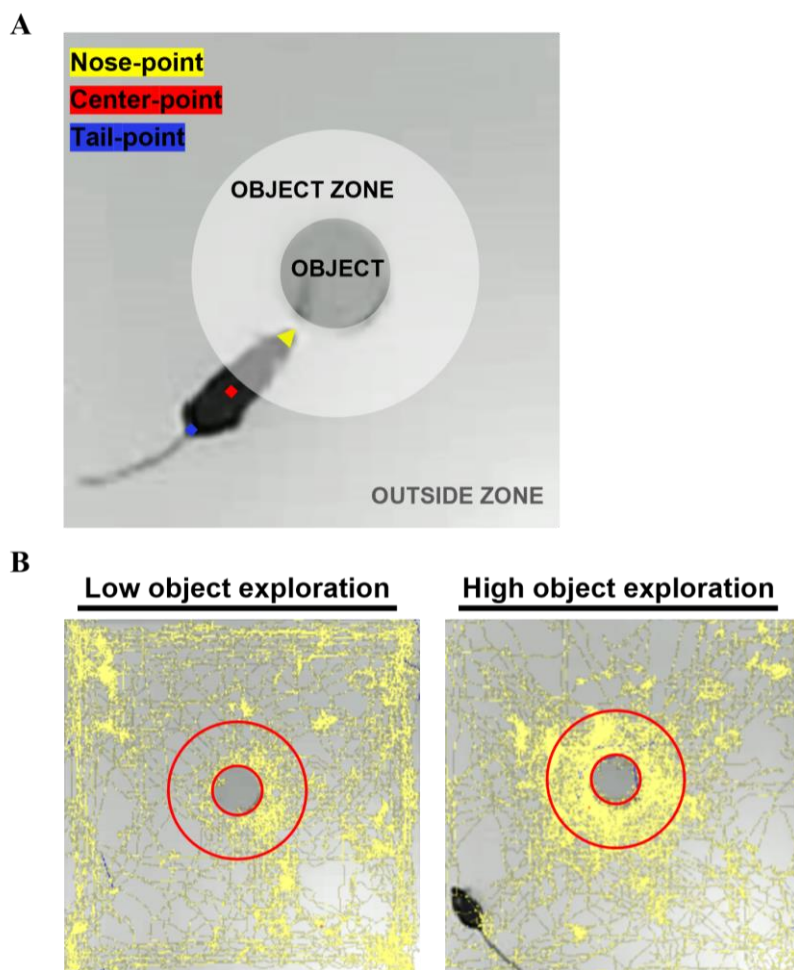 A
Nose-point
Center-point
Tail-point
OBJECT ZONE
OBJECT
OUTSIDE ZONE
B
Low object exploration
High object exploration